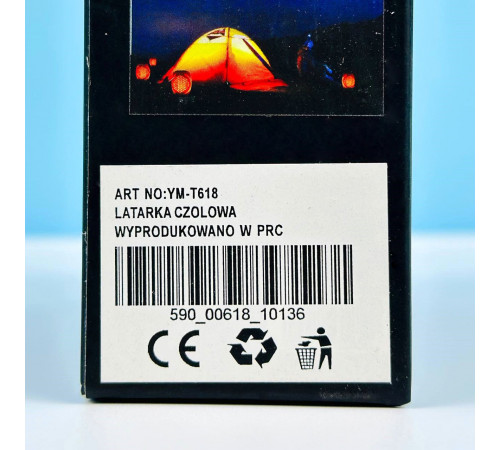 ART NO:YM-T618
LATARKA CZOLOWA
WYPRODUKOWANO W PRC
590_00618_10136
CE